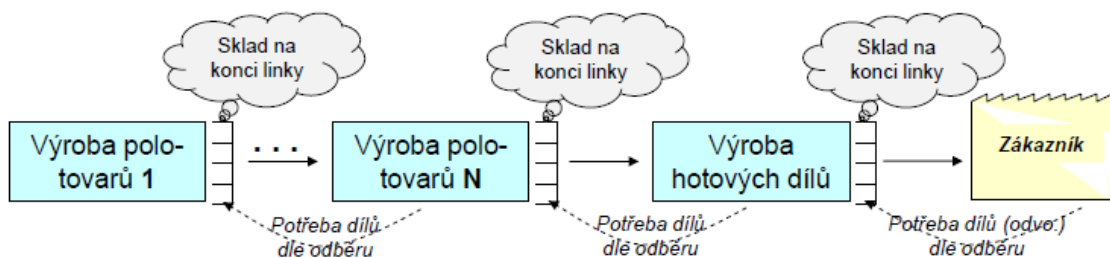 Sklad na
konci linky
Sklad na
konci linky
Sklad na
konci linky
Výroba polo-
tovarů 1
. . .
Výroba polo-
tovarů N
Výroba
hotových dílů
Zákazník
Potřeba dílů
dle odběru
Potřeba dílů
dle odběru
Potřeba dílů (odvo.)
dle odběru